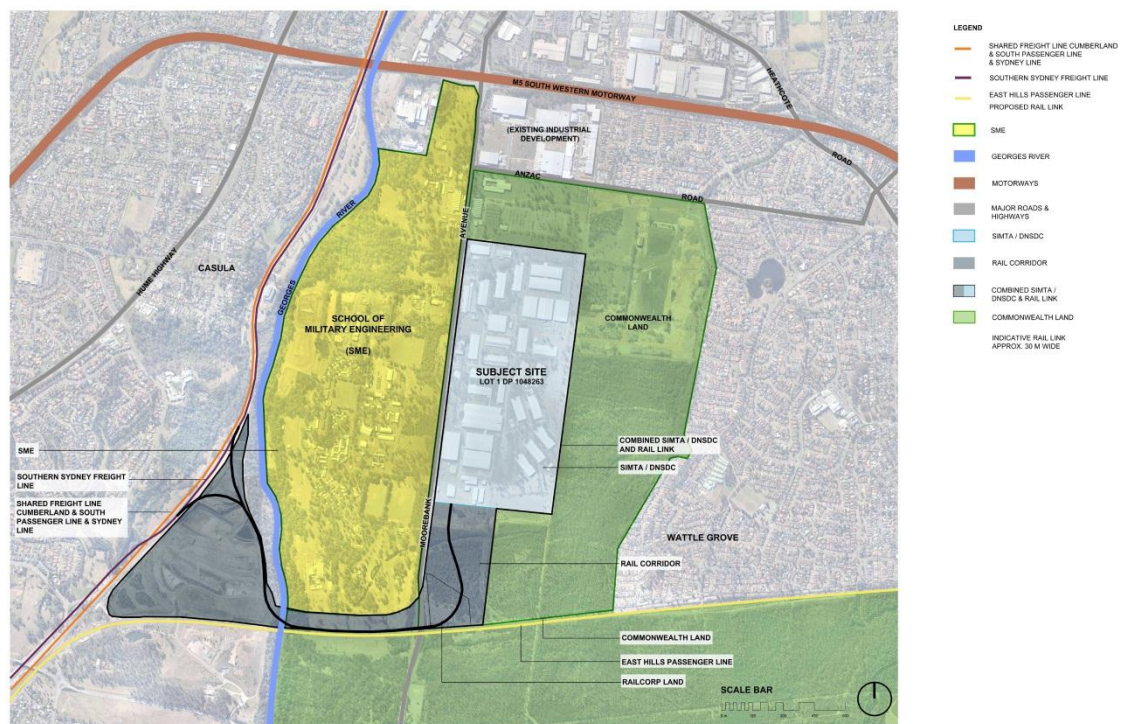 M5 SOUTH WESTERN MOTORWAY
HEATHCOTE
ROAD
(EXISTING INDUSTRIAL
DEVELOPMENT)
ANZAC
ROAD
RIVER
AVENUE
HUME HIGHWAY
CASULA
GEORGES
SCHOOL OF
MILITARY ENGINEERING
(SME)
COMMONWEALTH
LAND
SUBJECT SITE
LOT 1 DP 1048263
SME
SOUTHERN SYDNEY FREIGHT
LINE
SHARED FREIGHT LINE
CUMBERLAND & SOUTH
PASSENGER LINE & SYDNEY
LINE
COMBINED SIMTA / DNSDC
AND RAIL LINK
SIMTA / DNSDC
MOOREBANK
WATTLE GROVE
RAIL CORRIDOR
COMMONWEALTH LAND
EAST HILLS PASSENGER LINE
RAILCORP LAND
SCALE BAR
LEGEND
SHARED FREIGHT LINE CUMBERLAND
& SOUTH PASSENGER LINE
& SYDNEY LINE
SOUTHERN SYDNEY FREIGHT LINE
EAST HILLS PASSENGER LINE
PROPOSED RAIL LINK
SME
GEORGES RIVER
MOTORWAYS
MAJOR ROADS &
HIGHWAYS
SIMTA / DNSDC
RAIL CORRIDOR
COMBINED SIMTA /
DNSDC & RAIL LINK
COMMONWEALTH LAND
INDICATIVE RAIL LINK
APPROX. 30 M WIDE